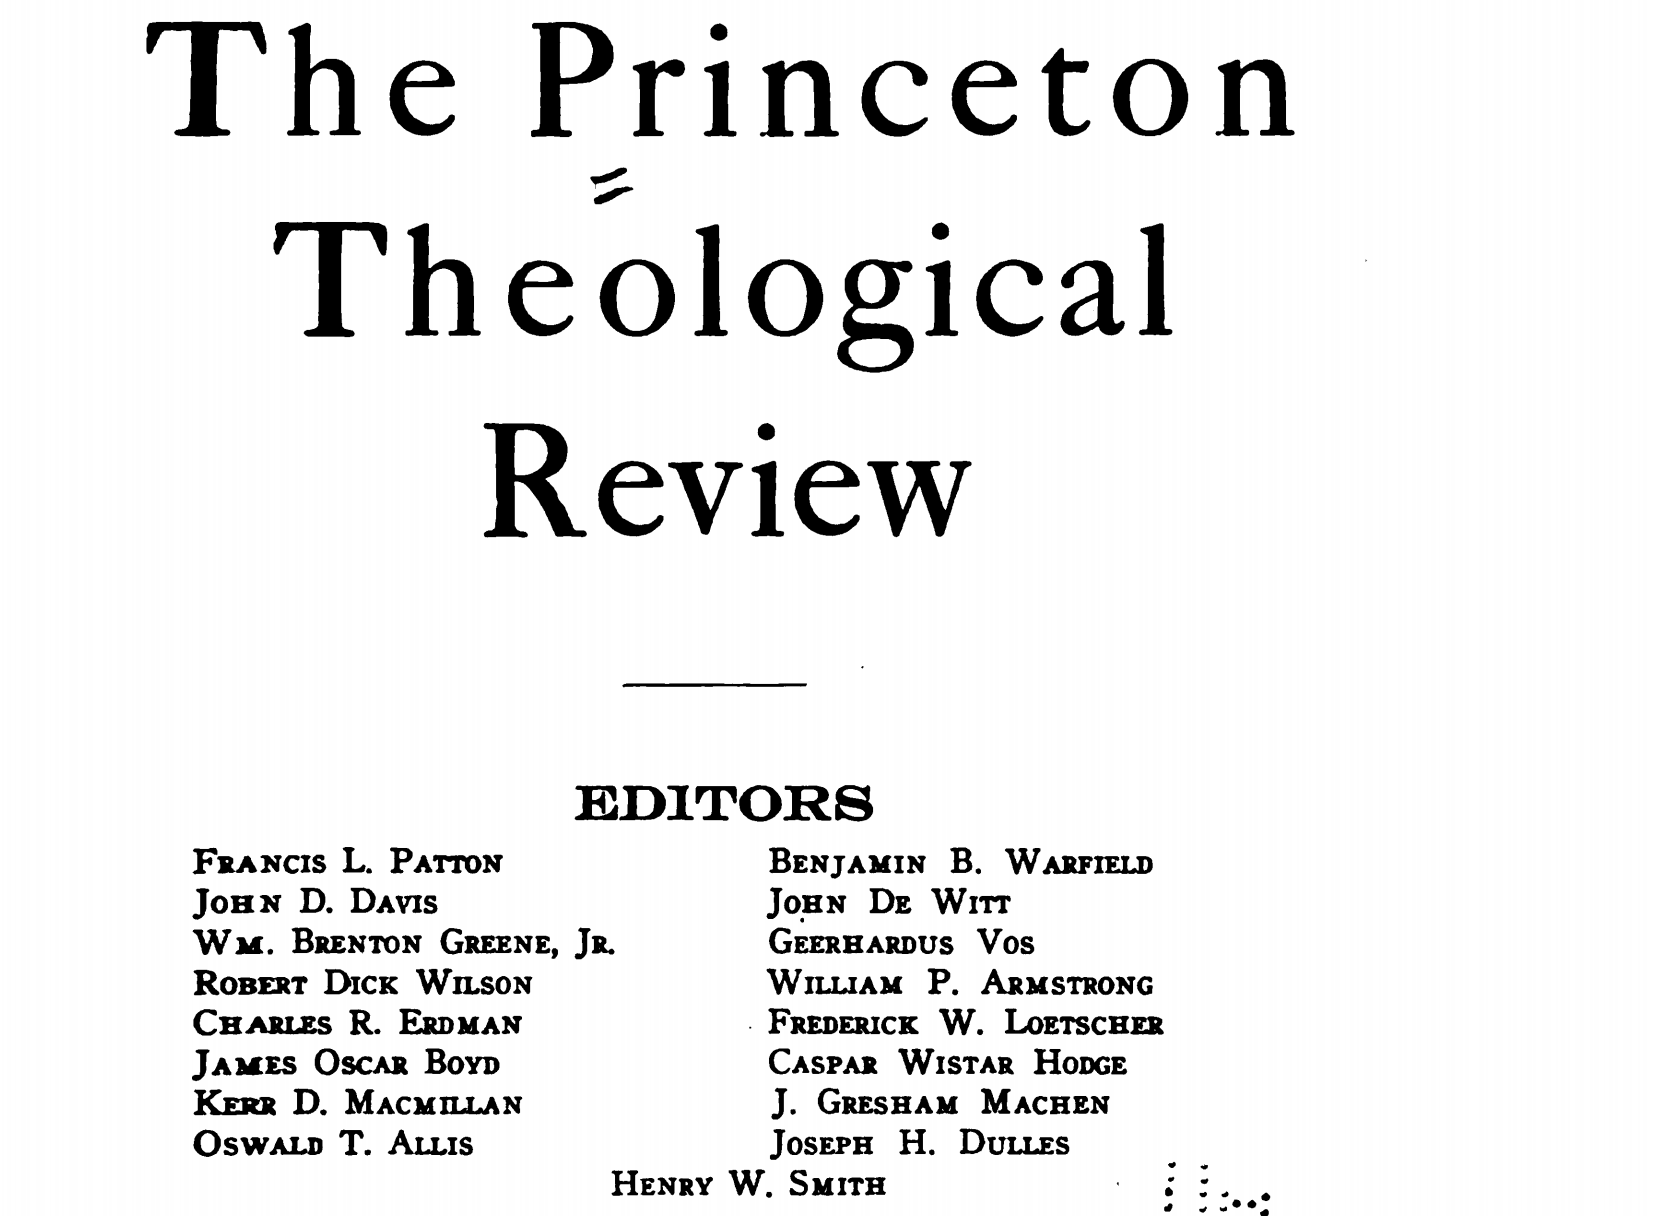 The Princeton
Theological
Review
EDITORS
Francis L. Patton Benjamin B. Warfield
John D. Davis John De Witt
Wm. Brenton Greene, Jr. Geerhardus Vos
Robert Dick Wilson William P. Armstrong
Charles R. Erdman Frederick W. Loetscher
James Oscar Boyd Caspar Wistar Hodge
Kerr D. Macmillan J. Gresham Machen
Oswald T. Allis Joseph H. Dulles
Henry W. Smith